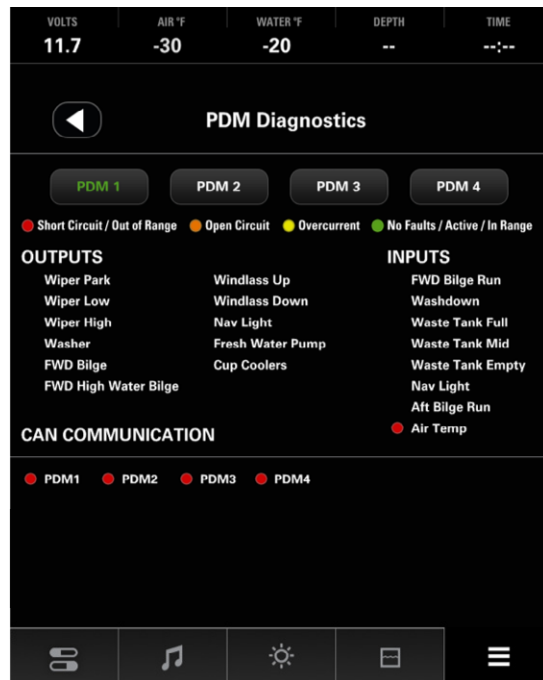 VOLTS AIR °F WATER °F DEPTH TIME
11.7 -30 -20 -- --:--
PDM Diagnostics
PDM 1 PDM 2 PDM 3 PDM 4
Short Circuit / Out of Range Open Circuit Overcurrent No Faults / Active / In Range
OUTPUTS
Wiper Park
Wiper Low
Wiper High
Washer
FWD Bilge
FWD High Water Bilge
Windlass Up
Windlass Down
Nav Light
Fresh Water Pump
Cup Coolers
INPUTS
FWD Bilge Run
Washdown
Waste Tank Full
Waste Tank Mid
Waste Tank Empty
Nav Light
Aft Bilge Run
Air Temp
CAN COMMUNICATION
PDM1 PDM2 PDM3 PDM4